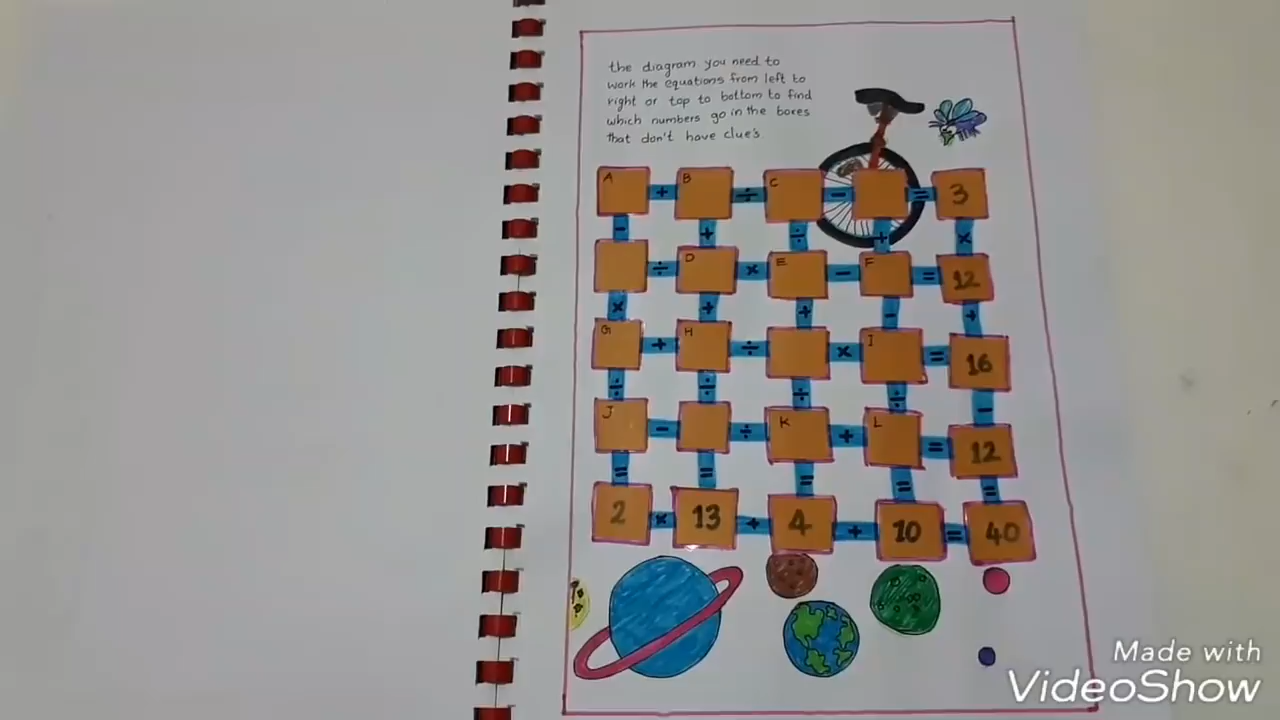 the diagram you need to
work the equations from left to
right or top to bottom to find
which numbers go in the boxes
that don't have clue's
A + B ÷ C - = 3
- + ÷ + ×
÷ D × E - F = 12
× + + - +
G + H ÷ × I = 16
÷ ÷ ÷ ÷ -
J - ÷ K + L = 12
= = = = =
2 × 13 + 4 + 10 = 40
Made with
VideoShow